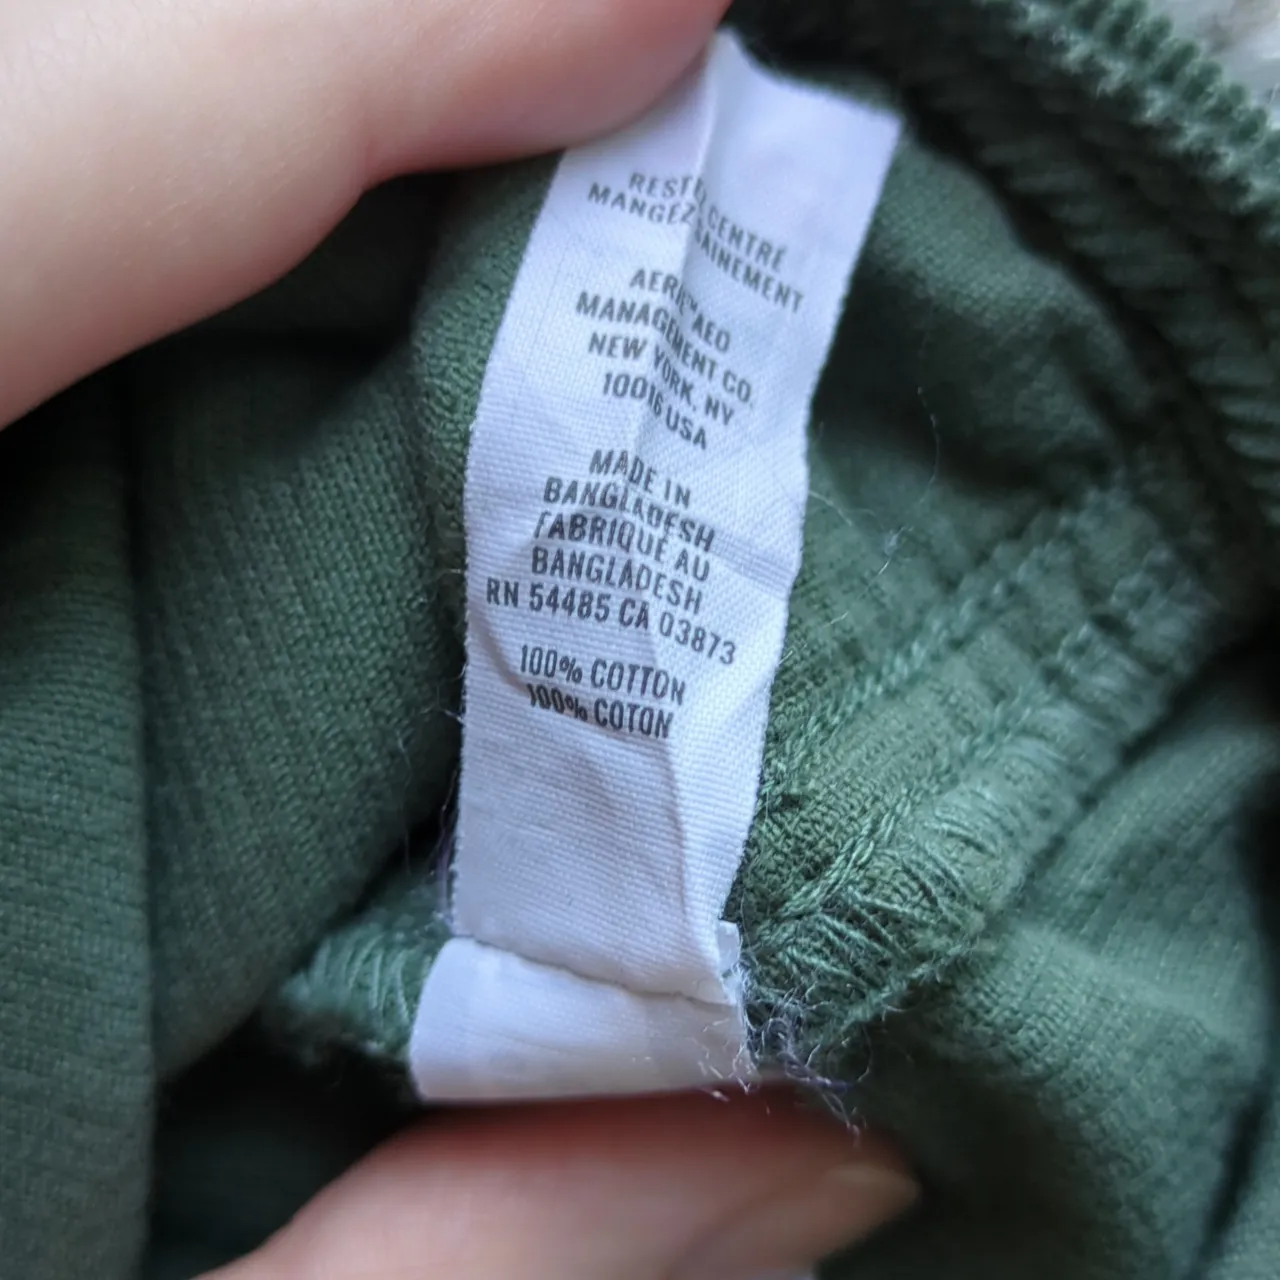 RESTEZ CENTRÉ
MANGEZ SAINEMENT
AERIE™ AEO
MANAGEMENT CO.
NEW YORK, NY
10016 USA
MADE IN
BANGLADESH
FABRIQUÉ AU
BANGLADESH
RN 54485 CA 03873
100% COTTON
100% COTON